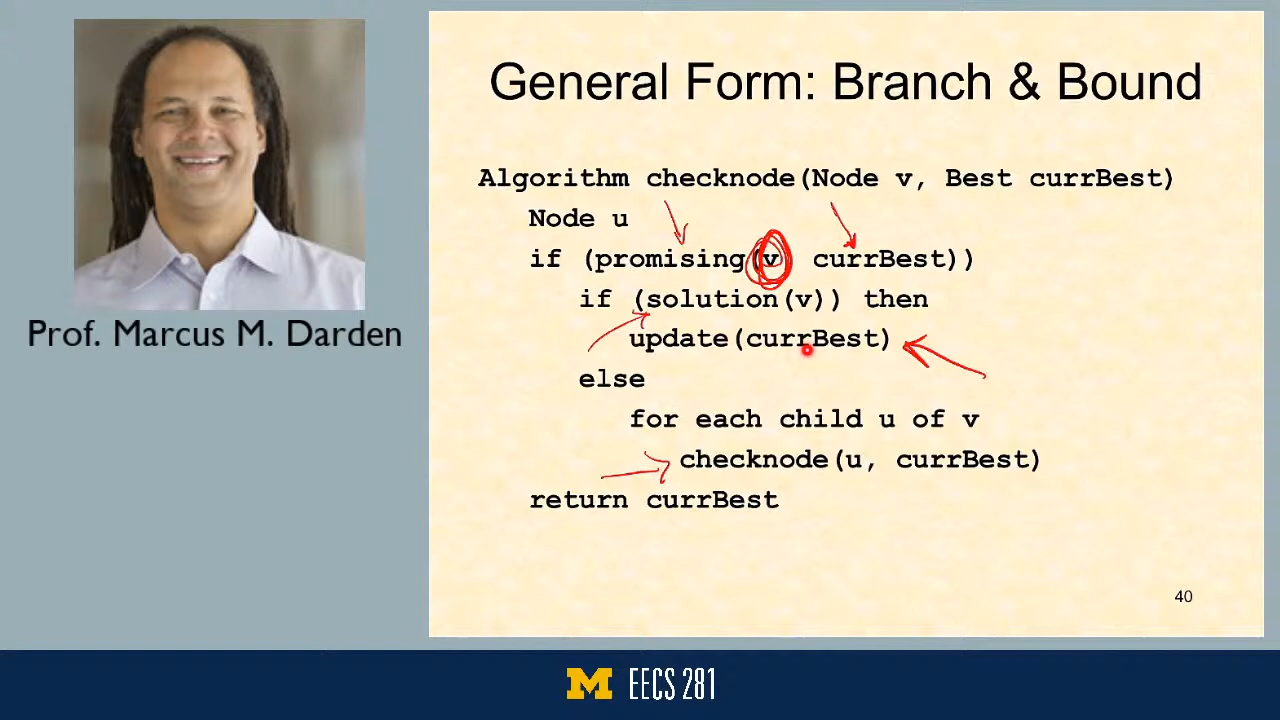 General Form: Branch & Bound
Algorithm checknode(Node v, Best currBest)
Node u
if (promising(v currBest))
if (solution(v)) then
update(currBest)
else
for each child u of v
checknode(u, currBest)
return currBest
40
Prof. Marcus M. Darden
M EECS 281